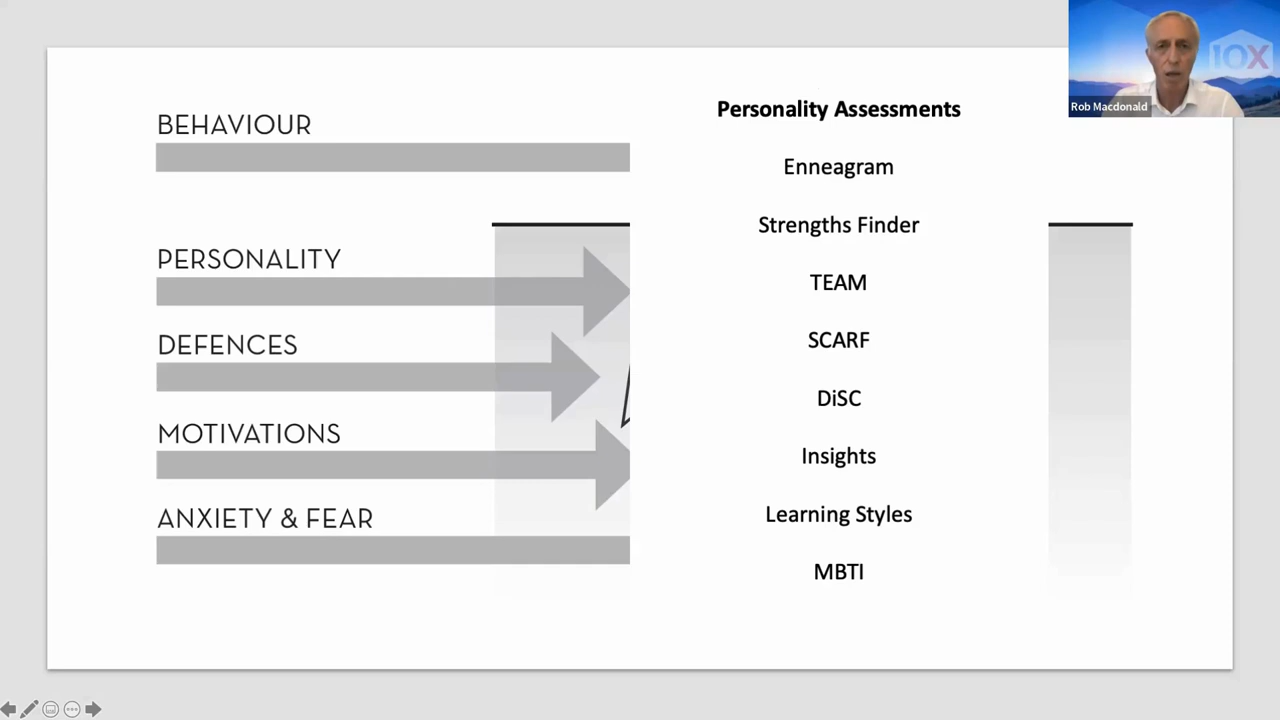 BEHAVIOUR
PERSONALITY
DEFENCES
MOTIVATIONS
ANXIETY & FEAR
Personality Assessments
Enneagram
Strengths Finder
TEAM
SCARF
DiSC
Insights
Learning Styles
MBTI
10X
Rob Macdonald